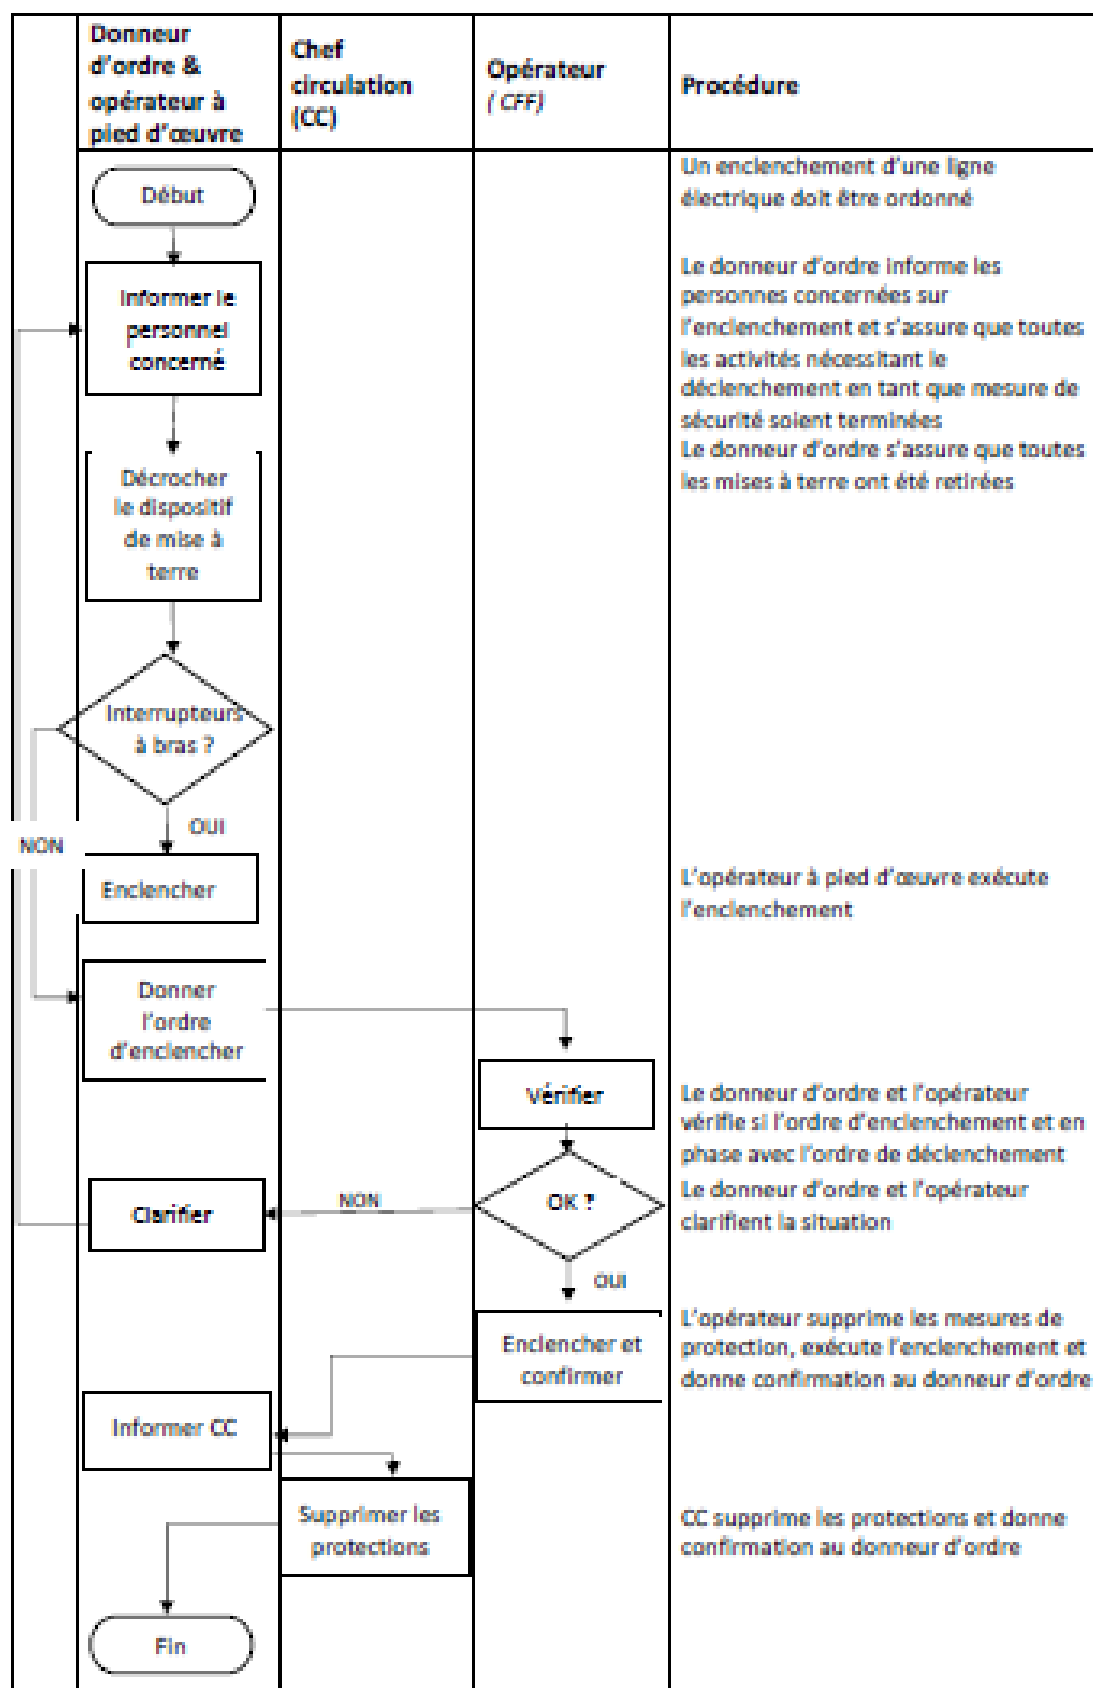 Donneur
d'ordre &
opérateur à
pied d'œuvre
Chef
circulation
(CC)
Opérateur
( CFF)
Procédure
Début
Un enclenchement d'une ligne
électrique doit être ordonné
Informer le
personnel
concerné
Le donneur d'ordre informe les
personnes concernées sur
l'enclenchement et s'assure que toutes
les activités nécessitant le
déclenchement en tant que mesure de
sécurité soient terminées
Le donneur d'ordre s'assure que toutes
les mises à terre ont été retirées
Décrocher
le dispositif
de mise à
terre
Interrupteurs
à bras ?
OUI
NON
Enclencher
L'opérateur à pied d'œuvre exécute
l'enclenchement
Donner
l'ordre
d'enclencher
Vérifier
Le donneur d'ordre et l'opérateur
vérifie si l'ordre d'enclenchement et en
phase avec l'ordre de déclenchement
Clarifier
NON
OK ?
Le donneur d'ordre et l'opérateur
clarifient la situation
OUI
Enclencher et
confirmer
L'opérateur supprime les mesures de
protection, exécute l'enclenchement et
donne confirmation au donneur d'ordre
Informer CC
Supprimer les
protections
CC supprime les protections et donne
confirmation au donneur d'ordre
Fin